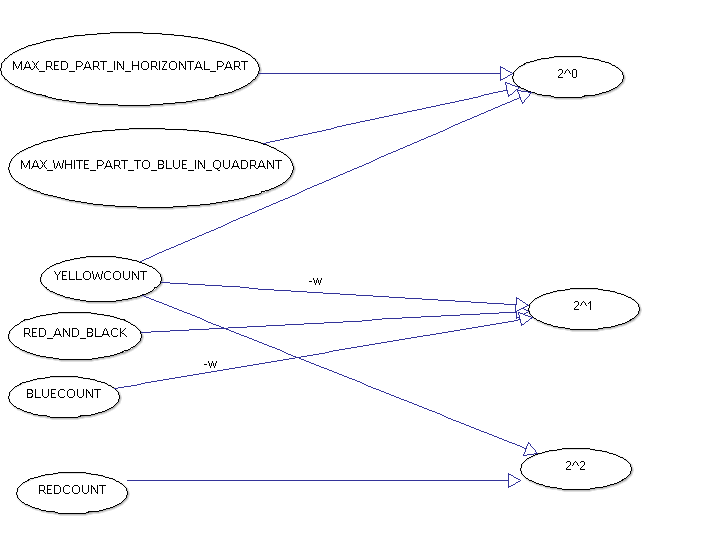 MAX_RED_PART_IN_HORIZONTAL_PART
2^0
MAX_WHITE_PART_TO_BLUE_IN_QUADRANT
YELLOWCOUNT
-w
2^1
RED_AND_BLACK
-w
BLUECOUNT
2^2
REDCOUNT